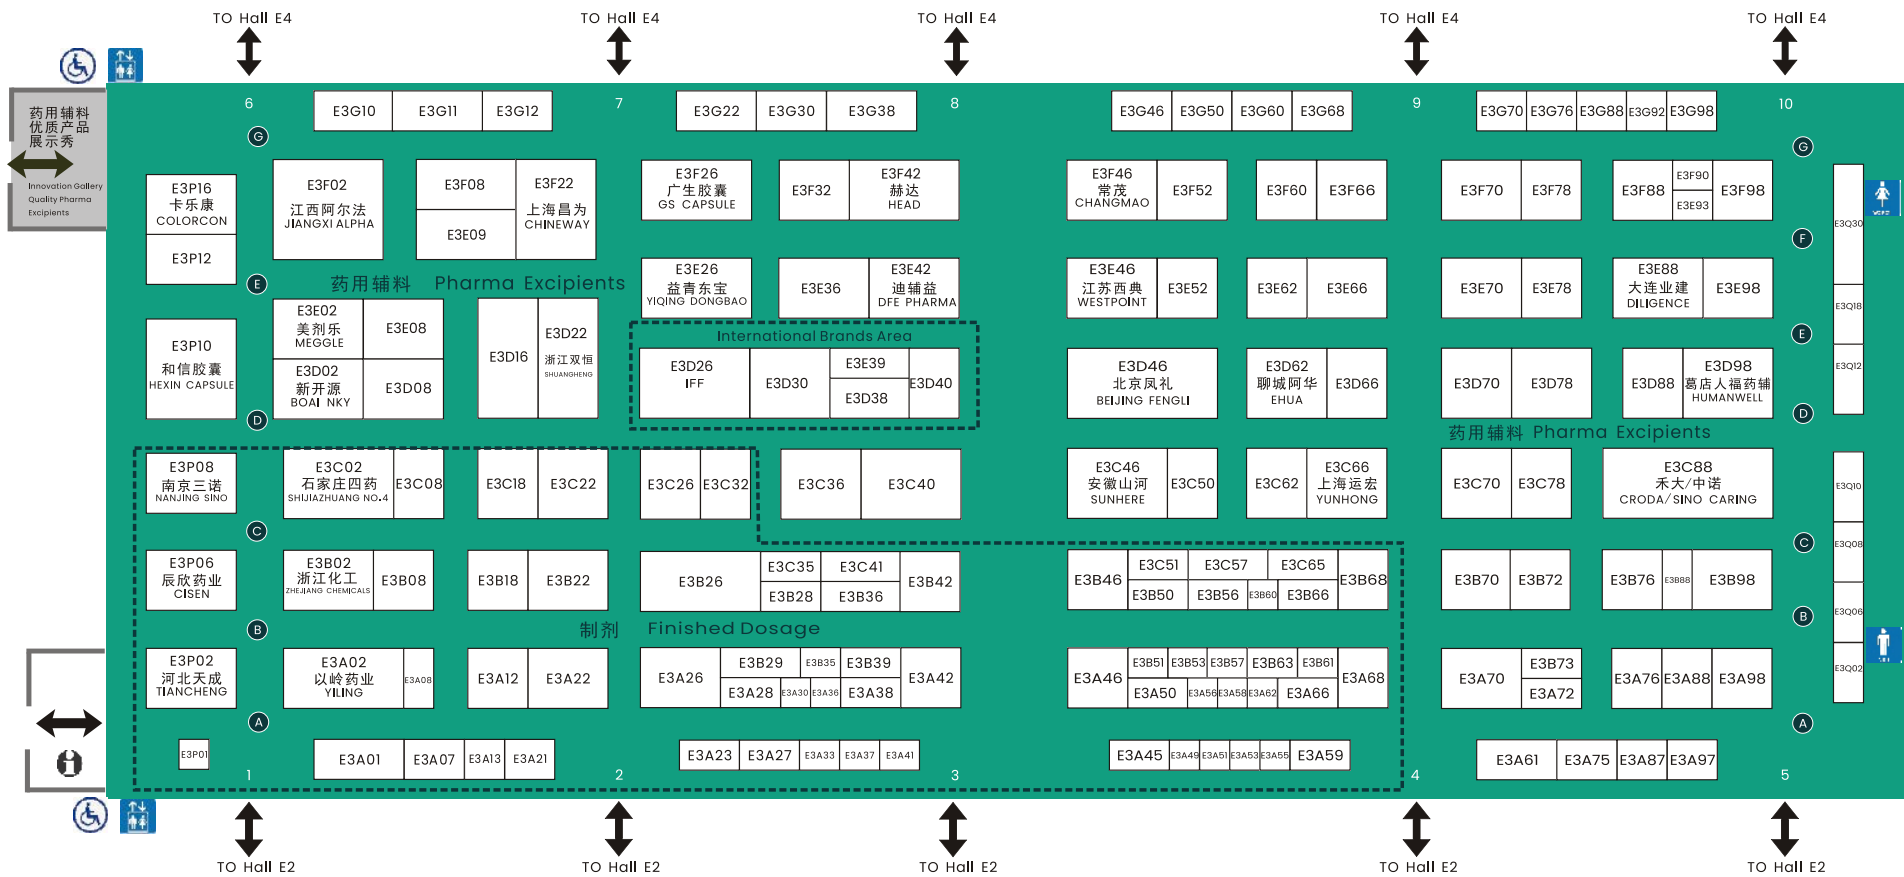 TO Hall E4
TO Hall E4
TO Hall E4
TO Hall E4
TO Hall E4
药用辅料
优质产品
展示秀
Innovation Gallery
Quality Pharma
Excipients
6
7
8
9
10
E3G10
E3G11
E3G12
E3G22
E3G30
E3G38
E3G46
E3G50
E3G60
E3G68
E3G70
E3G76
E3G88
E3G92
E3G98
G
G
E3P16
卡乐康
COLORCON
E3P12
E3F02
江西阿尔法
JIANGXI ALPHA
E3F08
E3E09
E3F22
上海昌为
CHINEWAY
E3F26
广生胶囊
GS CAPSULE
E3F32
E3F42
赫达
HEAD
E3F46
常茂
CHANGMAO
E3F52
E3F60
E3F66
E3F70
E3F78
E3F88
E3F90
E3E93
E3F98
E3Q30
F
E
药用辅料 Pharma Excipients
E3E26
益青东宝
YIQING DONGBAO
E3E36
E3E42
迪辅益
DFE PHARMA
E3E46
江苏西典
WESTPOINT
E3E52
E3E62
E3E66
E3E70
E3E78
E3E88
大连业建
DILIGENCE
E3E98
E3Q18
E
E3P10
和信胶囊
HEXIN CAPSULE
E3E02
美剂乐
MEGGLE
E3E08
E3D02
新开源
BOAI NKY
E3D08
E3D16
E3D22
浙江双恒
SHUANGHENG
International Brands Area
E3D26
IFF
E3D30
E3E39
E3D38
E3D40
E3D46
北京凤礼
BEIJING FENGLI
E3D62
聊城阿华
EHUA
E3D66
E3D70
E3D78
E3D88
E3D98
葛店人福药辅
HUMANWELL
E3Q12
D
D
药用辅料 Pharma Excipients
E3P08
南京三诺
NANJING SINO
E3C02
石家庄四药
SHIJIAZHUANG NO.4
E3C08
E3C18
E3C22
E3C26
E3C32
E3C36
E3C40
E3C46
安徽山河
SUNHERE
E3C50
E3C62
E3C66
上海运宏
YUNHONG
E3C70
E3C78
E3C88
禾大/中诺
CRODA/SINO CARING
E3Q10
C
C
E3P06
辰欣药业
CISEN
E3B02
浙江化工
ZHEJIANG CHEMICALS
E3B08
E3B18
E3B22
E3B26
E3C35
E3C41
E3B28
E3B36
E3B42
E3B46
E3C51
E3C57
E3C65
E3B50
E3B56
E3B60
E3B66
E3B68
E3B70
E3B72
E3B76
E3B88
E3B98
E3Q08
E3Q06
B
B
制剂 Finished Dosage
E3P02
河北天成
TIANCHENG
E3A02
以岭药业
YILING
E3A08
E3A12
E3A22
E3A26
E3B29
E3B35
E3B39
E3A28
E3A30
E3A36
E3A38
E3A42
E3A46
E3B51
E3B53
E3B57
E3B63
E3B61
E3A50
E3A56
E3A58
E3A62
E3A66
E3A68
E3A70
E3B73
E3A72
E3A76
E3A88
E3A98
E3Q02
A
A
E3P01
E3A01
E3A07
E3A13
E3A21
E3A23
E3A27
E3A33
E3A37
E3A41
E3A45
E3A49
E3A51
E3A53
E3A55
E3A59
E3A61
E3A75
E3A87
E3A97
1
2
3
4
5
TO Hall E2
TO Hall E2
TO Hall E2
TO Hall E2
TO Hall E2